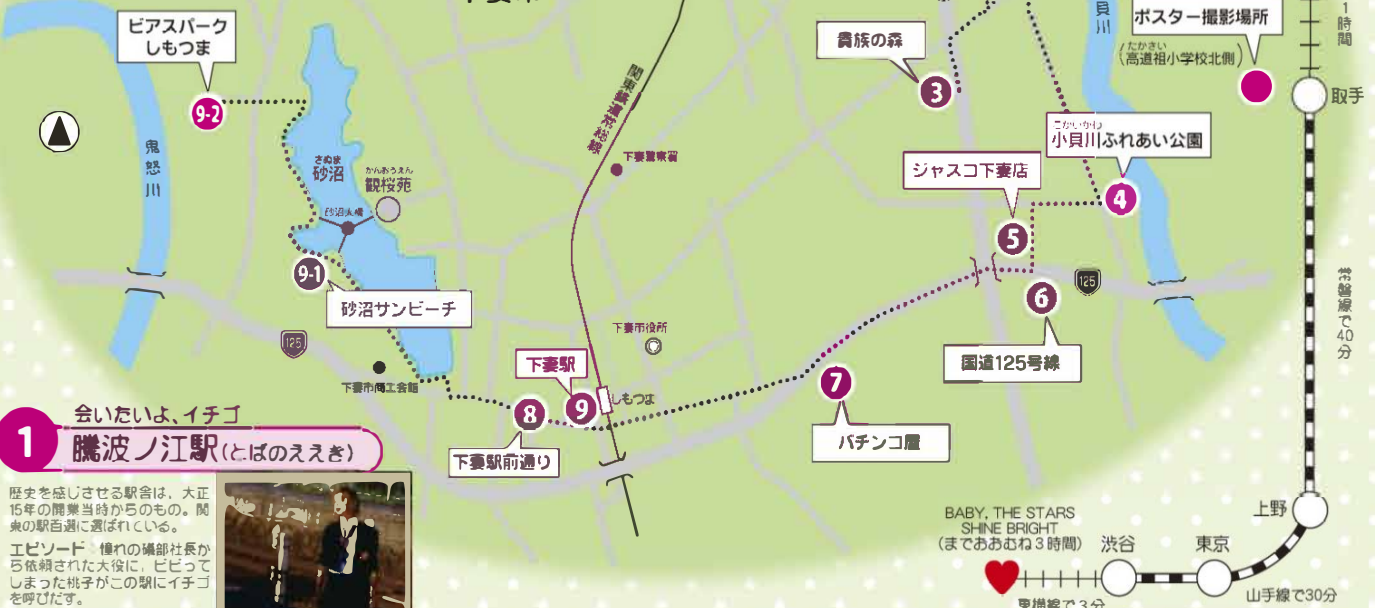 ビアスパーク
しもつま
9-2
鬼怒川
さぬま
砂沼
かんおうえん
観桜苑
砂沼大橋
9-1
砂沼サンビーチ
125
下妻市商工会館
関東鉄道常総線
下妻警察署
下妻市役所
下妻駅
9
しもつま
8
下妻駅前通り
7
パチンコ屋
貴族の森
3
貝川
ポスター撮影場所
たかさい
(高道祖小学校北側)
こかいがわ
小貝川ふれあい公園
4
ジャスコ下妻店
5
6
125
国道125号線
1時間
取手
常磐線で40分
上野
山手線で30分
東京
渋谷
東横線で3分
BABY, THE STARS
SHINE BRIGHT
(までおおむね3時間)
1
会いたいよ、イチゴ
騰波ノ江駅(とばのええき)
歴史を感じさせる駅舎は、大正
15年の開業当時からのもの。関
東の駅百選に選ばれている。
エピソード 憧れの磯部社長か
ら依頼された大役に、ビビって
しまった桃子がこの駅にイチゴ
を呼びだす。